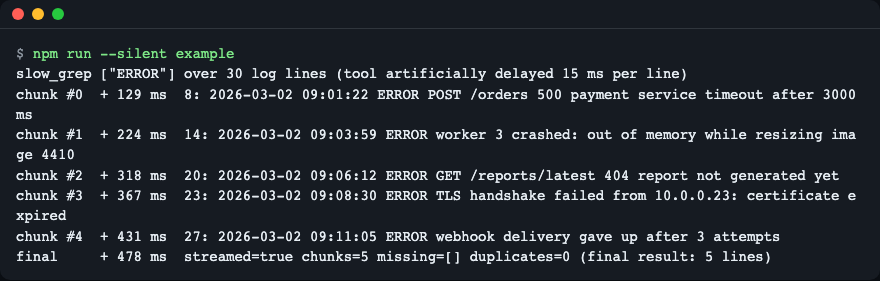 $ npm run --silent example
slow_grep ["ERROR"] over 30 log lines (tool artificially delayed 15 ms per line)
chunk #0  + 129 ms  8: 2026-03-02 09:01:22 ERROR POST /orders 500 payment service timeout after 3000
ms
chunk #1  + 224 ms  14: 2026-03-02 09:03:59 ERROR worker 3 crashed: out of memory while resizing ima
ge 4410
chunk #2  + 318 ms  20: 2026-03-02 09:06:12 ERROR GET /reports/latest 404 report not generated yet
chunk #3  + 367 ms  23: 2026-03-02 09:08:30 ERROR TLS handshake failed from 10.0.0.23: certificate e
xpired
chunk #4  + 431 ms  27: 2026-03-02 09:11:05 ERROR webhook delivery gave up after 3 attempts
final     + 478 ms  streamed=true chunks=5 missing=[] duplicates=0 (final result: 5 lines)